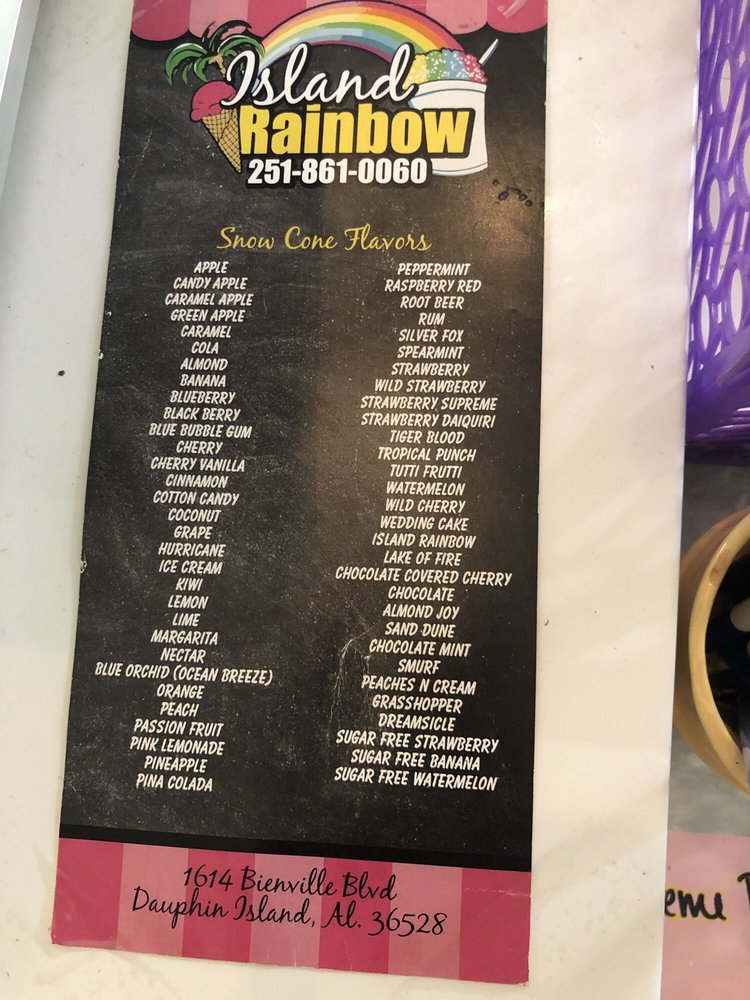 Island
Rainbow
251-861-0060
Snow Cone Flavors
APPLE
CANDY APPLE
CARAMEL APPLE
GREEN APPLE
CARAMEL
COLA
ALMOND
BANANA
BLUEBERRY
BLACK BERRY
BLUE BUBBLE GUM
CHERRY
CHERRY VANILLA
CINNAMON
COTTON CANDY
COCONUT
GRAPE
HURRICANE
ICE CREAM
KIWI
LEMON
LIME
MARGARITA
NECTAR
BLUE ORCHID (OCEAN BREEZE)
ORANGE
PEACH
PASSION FRUIT
PINK LEMONADE
PINEAPPLE
PINA COLADA
PEPPERMINT
RASPBERRY RED
ROOT BEER
RUM
SILVER FOX
SPEARMINT
STRAWBERRY
WILD STRAWBERRY
STRAWBERRY SUPREME
STRAWBERRY DAIQUIRI
TIGER BLOOD
TROPICAL PUNCH
TUTTI FRUTTI
WATERMELON
WILD CHERRY
WEDDING CAKE
ISLAND RAINBOW
LAKE OF FIRE
CHOCOLATE COVERED CHERRY
CHOCOLATE
ALMOND JOY
SAND DUNE
CHOCOLATE MINT
SMURF
PEACHES N CREAM
GRASSHOPPER
DREAMSICLE
SUGAR FREE STRAWBERRY
SUGAR FREE BANANA
SUGAR FREE WATERMELON
1614 Bienville Blvd
Dauphin Island, Al. 36528